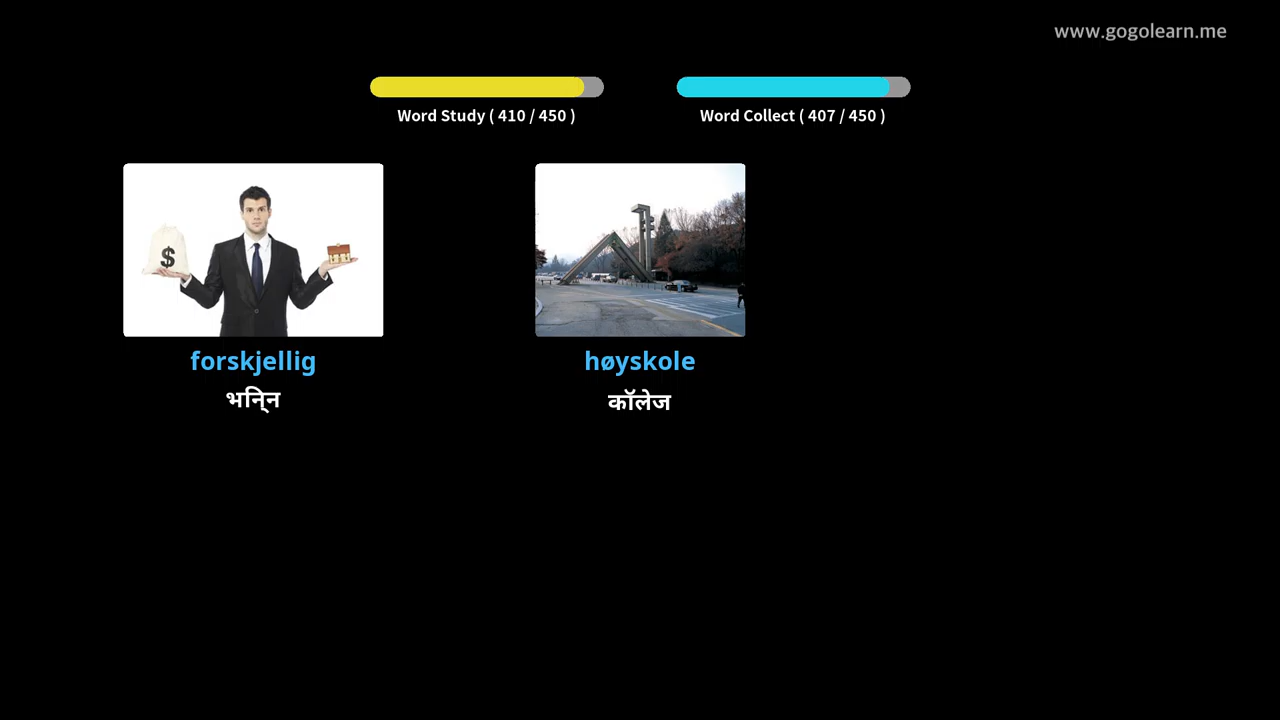 www.gogolearn.me
Word Study ( 410 / 450 )
Word Collect ( 407 / 450 )
$
forskjellig
भिन्न
høyskole
कॉलेज